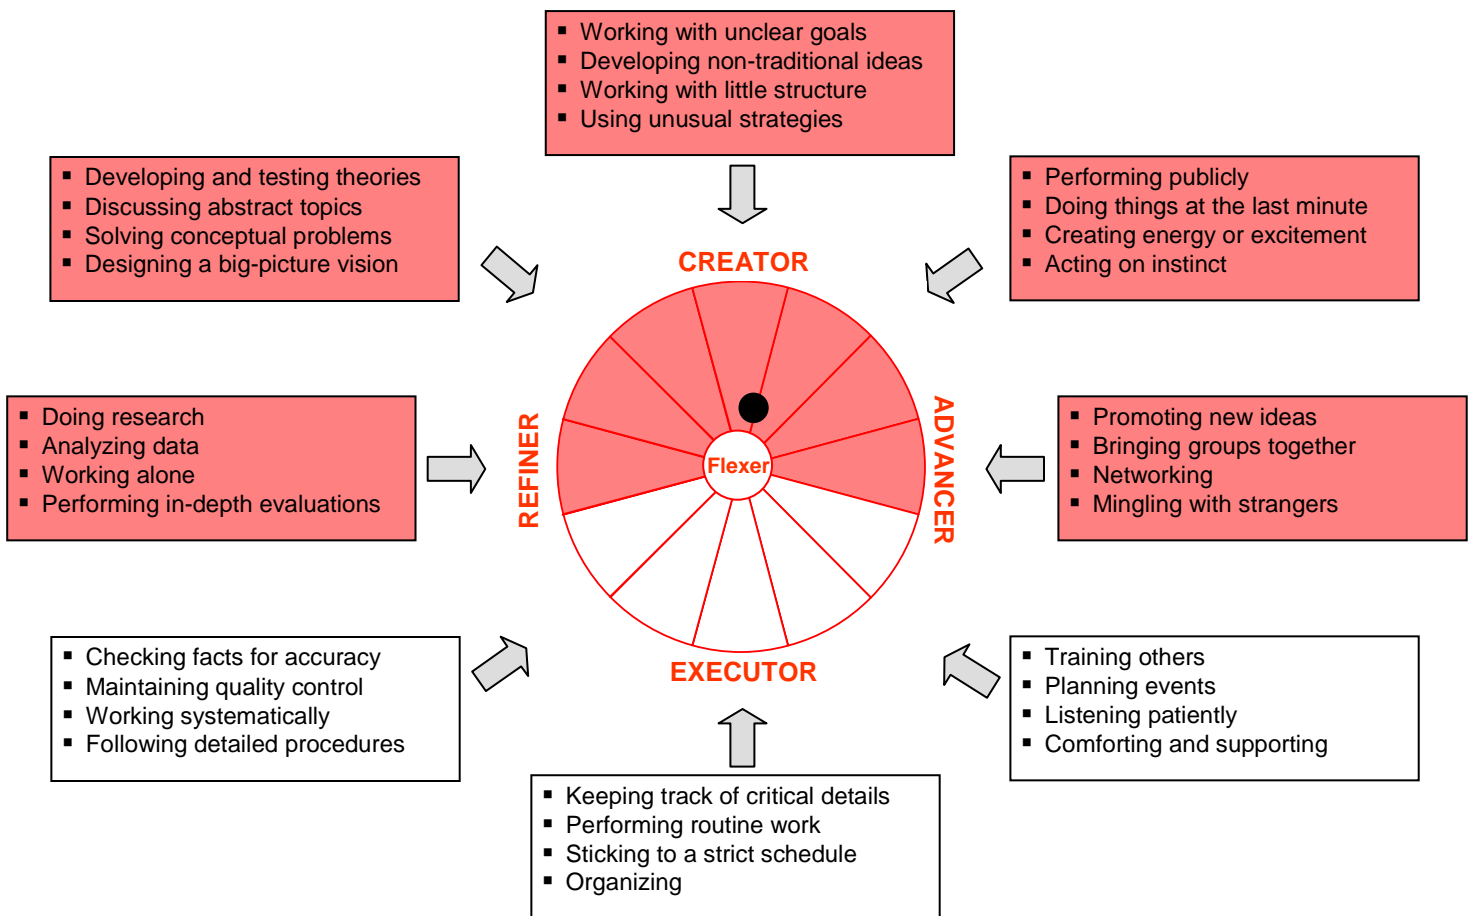 ▪ Working with unclear goals
▪ Developing non-traditional ideas
▪ Working with little structure
▪ Using unusual strategies
▪ Developing and testing theories
▪ Discussing abstract topics
▪ Solving conceptual problems
▪ Designing a big-picture vision
▪ Performing publicly
▪ Doing things at the last minute
▪ Creating energy or excitement
▪ Acting on instinct
CREATOR
▪ Doing research
▪ Analyzing data
▪ Working alone
▪ Performing in-depth evaluations
REFINER
Flexer
ADVANCER
▪ Promoting new ideas
▪ Bringing groups together
▪ Networking
▪ Mingling with strangers
EXECUTOR
▪ Checking facts for accuracy
▪ Maintaining quality control
▪ Working systematically
▪ Following detailed procedures
▪ Training others
▪ Planning events
▪ Listening patiently
▪ Comforting and supporting
▪ Keeping track of critical details
▪ Performing routine work
▪ Sticking to a strict schedule
▪ Organizing